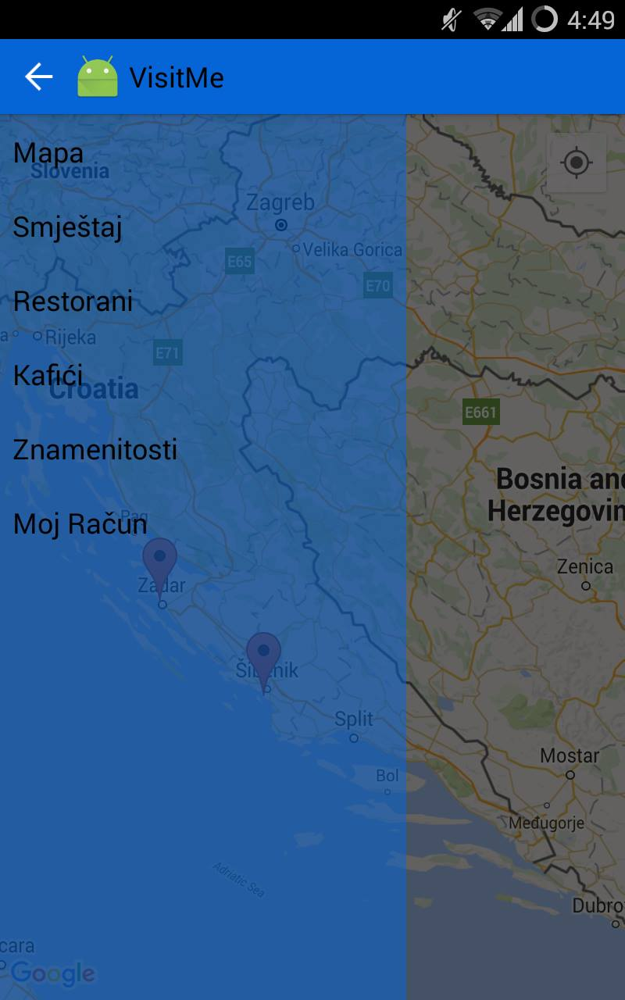 4:49
VisitMe
Mapa
Slovenia
Zagreb
Smještaj
Velika Gorica
E65
E70
Restorani
Rijeka
E71
Kafići
Croatia
E661
Znamenitosti
Bosnia and
Herzegovin
Pag
Moj Račun
Zenica
Zadar
Šibenik
Split
Mostar
Bol
Međugorje
Adriatic Sea
Dubro
cara
Google